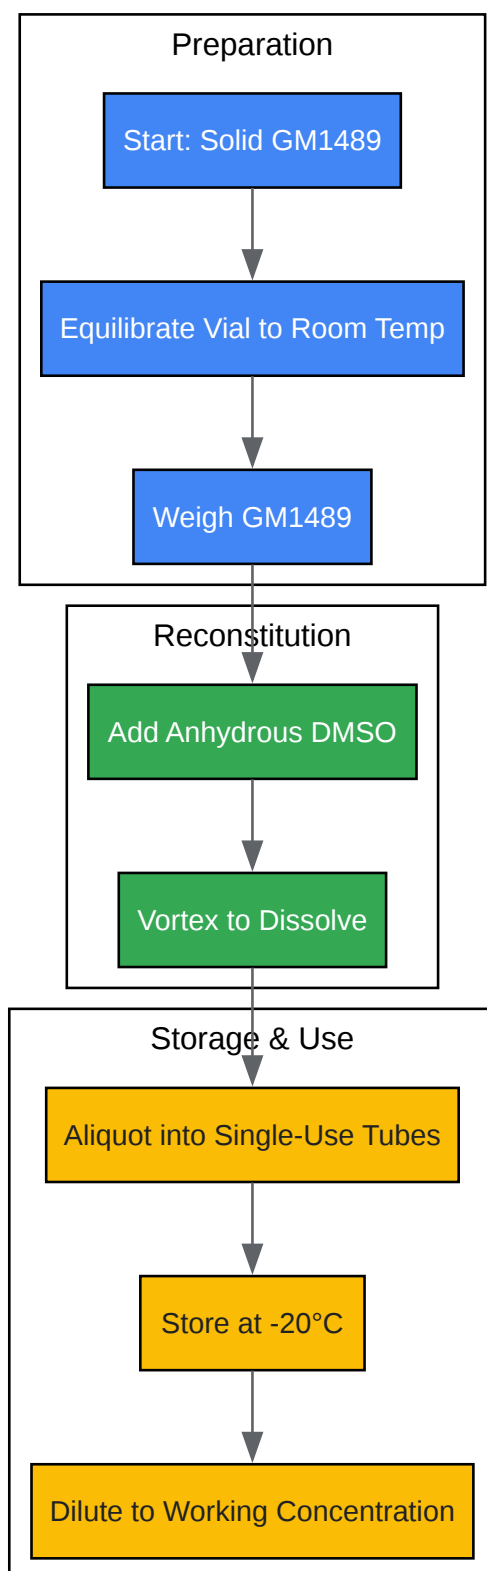 Preparation
Start: Solid GM1489
Equilibrate Vial to Room Temp
Weigh GM1489
Reconstitution
Add Anhydrous DMSO
Vortex to Dissolve
Storage & Use
Aliquot into Single-Use Tubes
Store at -20°C
Dilute to Working Concentration